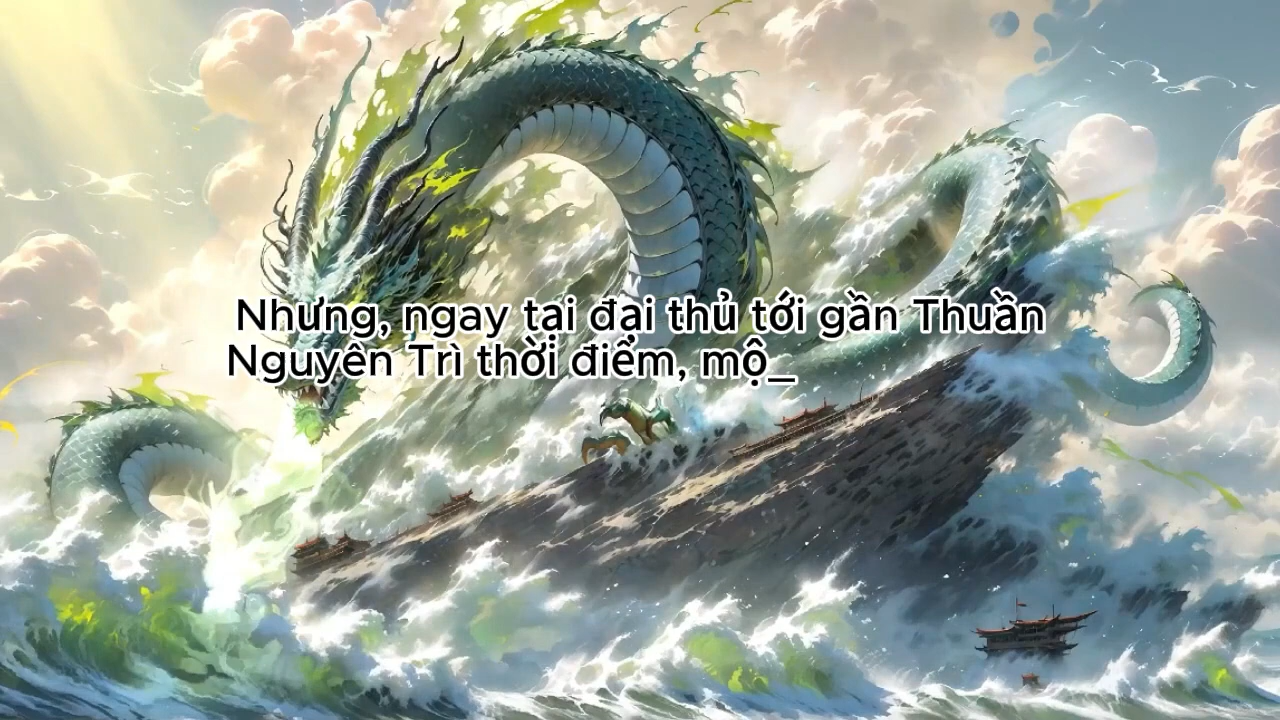 Nhưng, ngay tại đại thủ tới gần Thuần
Nguyên Trì thời điểm, mộ_